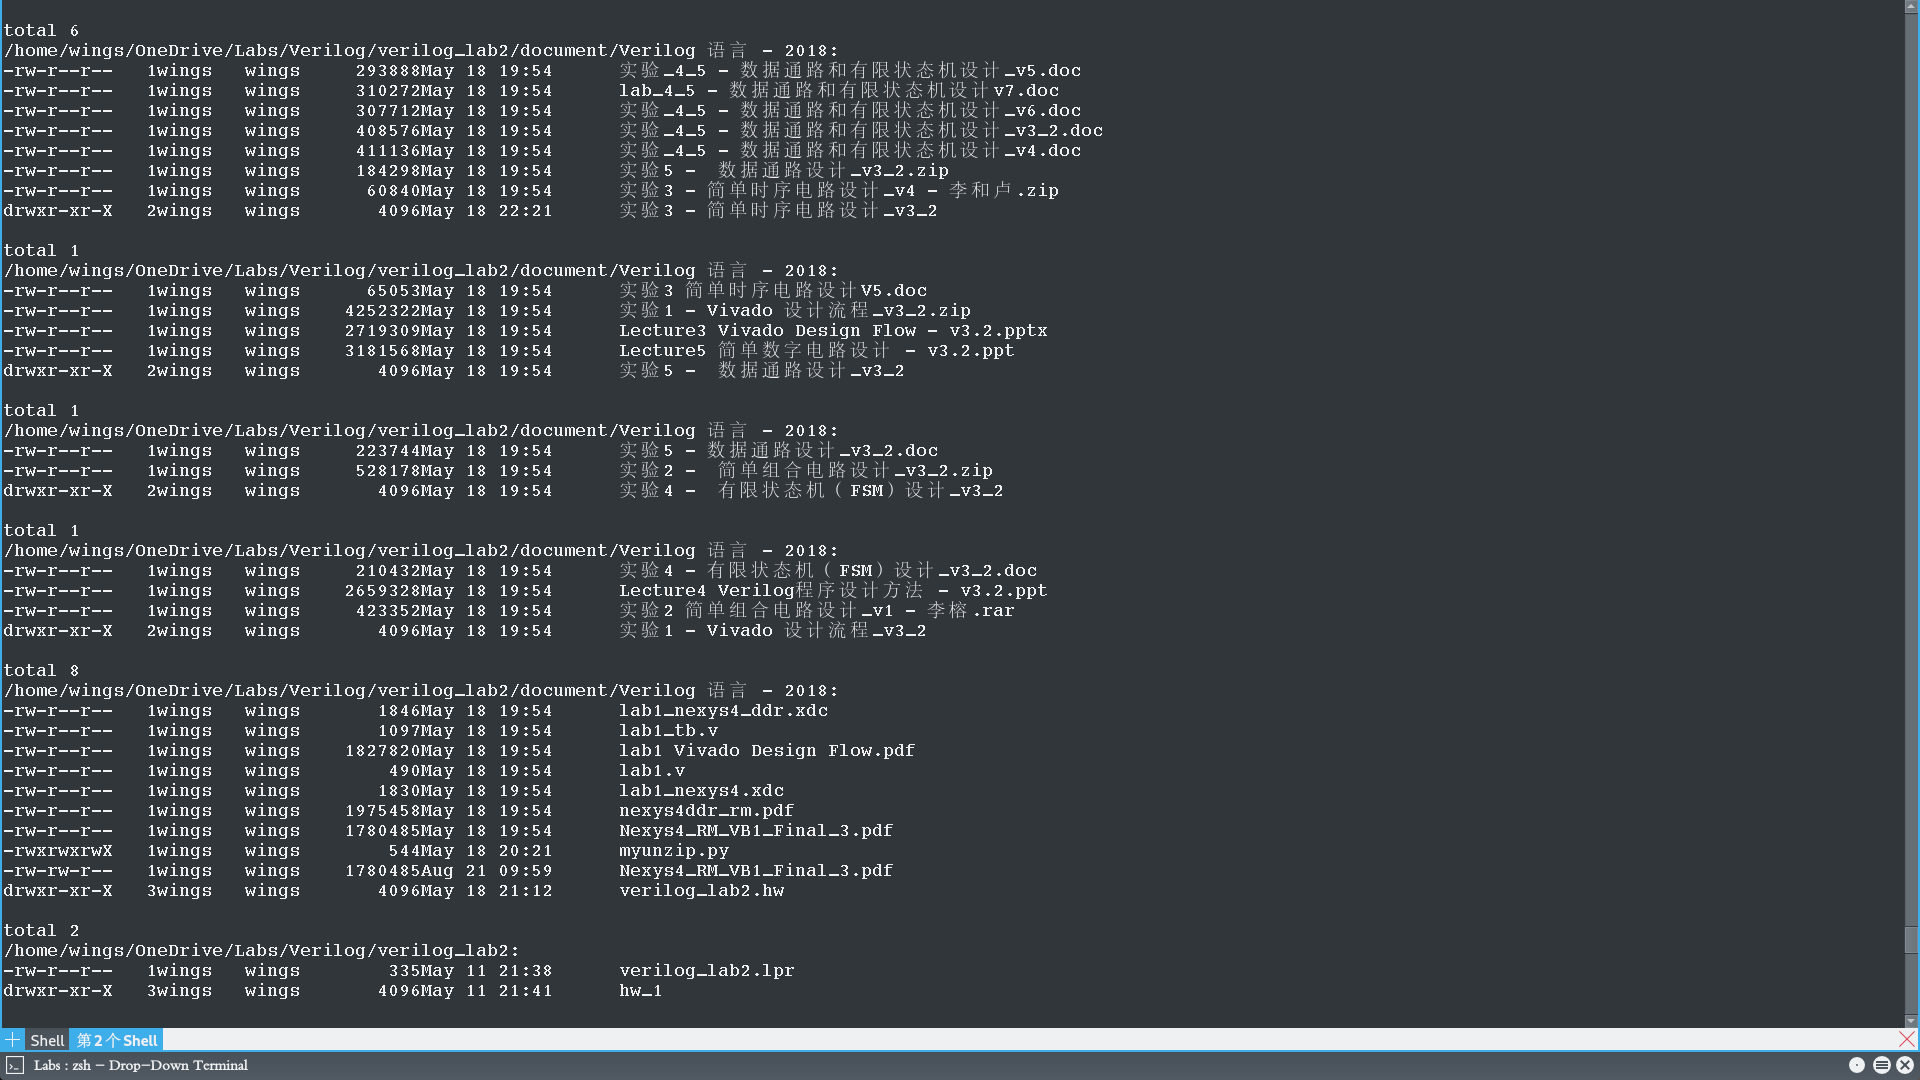 total 6
/home/wings/OneDrive/Labs/Verilog/verilog_lab2/document/Verilog 语言 - 2018:
-rw-r--r-- 1wings wings 293888May 18 19:54 实验_4_5 - 数据通路和有限状态机设计_v5.doc
-rw-r--r-- 1wings wings 310272May 18 19:54 lab_4_5 - 数据通路和有限状态机设计v7.doc
-rw-r--r-- 1wings wings 307712May 18 19:54 实验_4_5 - 数据通路和有限状态机设计_v6.doc
-rw-r--r-- 1wings wings 408576May 18 19:54 实验_4_5 - 数据通路和有限状态机设计_v3_2.doc
-rw-r--r-- 1wings wings 411136May 18 19:54 实验_4_5 - 数据通路和有限状态机设计_v4.doc
-rw-r--r-- 1wings wings 184298May 18 19:54 实验5 - 数据通路设计_v3_2.zip
-rw-r--r-- 1wings wings 60840May 18 19:54 实验3 - 简单时序电路设计_v4 - 李和卢.zip
drwxr-xr-X 2wings wings 4096May 18 22:21 实验3 - 简单时序电路设计_v3_2
total 1
/home/wings/OneDrive/Labs/Verilog/verilog_lab2/document/Verilog 语言 - 2018:
-rw-r--r-- 1wings wings 65053May 18 19:54 实验3 简单时序电路设计V5.doc
-rw-r--r-- 1wings wings 4252322May 18 19:54 实验1 - Vivado 设计流程_v3_2.zip
-rw-r--r-- 1wings wings 2719309May 18 19:54 Lecture3 Vivado Design Flow - v3.2.pptx
-rw-r--r-- 1wings wings 3181568May 18 19:54 Lecture5 简单数字电路设计 - v3.2.ppt
drwxr-xr-X 2wings wings 4096May 18 19:54 实验5 - 数据通路设计_v3_2
total 1
/home/wings/OneDrive/Labs/Verilog/verilog_lab2/document/Verilog 语言 - 2018:
-rw-r--r-- 1wings wings 223744May 18 19:54 实验5 - 数据通路设计_v3_2.doc
-rw-r--r-- 1wings wings 528178May 18 19:54 实验2 - 简单组合电路设计_v3_2.zip
drwxr-xr-X 2wings wings 4096May 18 19:54 实验4 - 有限状态机（FSM）设计_v3_2
total 1
/home/wings/OneDrive/Labs/Verilog/verilog_lab2/document/Verilog 语言 - 2018:
-rw-r--r-- 1wings wings 210432May 18 19:54 实验4 - 有限状态机（FSM）设计_v3_2.doc
-rw-r--r-- 1wings wings 2659328May 18 19:54 Lecture4 Verilog程序设计方法 - v3.2.ppt
-rw-r--r-- 1wings wings 423352May 18 19:54 实验2 简单组合电路设计_v1 - 李榕.rar
drwxr-xr-X 2wings wings 4096May 18 19:54 实验1 - Vivado 设计流程_v3_2
total 8
/home/wings/OneDrive/Labs/Verilog/verilog_lab2/document/Verilog 语言 - 2018:
-rw-r--r-- 1wings wings 1846May 18 19:54 lab1_nexys4_ddr.xdc
-rw-r--r-- 1wings wings 1097May 18 19:54 lab1_tb.v
-rw-r--r-- 1wings wings 1827820May 18 19:54 lab1 Vivado Design Flow.pdf
-rw-r--r-- 1wings wings 490May 18 19:54 lab1.v
-rw-r--r-- 1wings wings 1830May 18 19:54 lab1_nexys4.xdc
-rw-r--r-- 1wings wings 1975458May 18 19:54 nexys4ddr_rm.pdf
-rw-r--r-- 1wings wings 1780485May 18 19:54 Nexys4_RM_VB1_Final_3.pdf
-rwxrwxrwX 1wings wings 544May 18 20:21 myunzip.py
-rw-rw-r-- 1wings wings 1780485Aug 21 09:59 Nexys4_RM_VB1_Final_3.pdf
drwxr-xr-X 3wings wings 4096May 18 21:12 verilog_lab2.hw
total 2
/home/wings/OneDrive/Labs/Verilog/verilog_lab2:
-rw-r--r-- 1wings wings 335May 11 21:38 verilog_lab2.lpr
drwxr-xr-X 3wings wings 4096May 11 21:41 hw_1
Shell 第2个Shell
Labs : zsh — Drop-Down Terminal